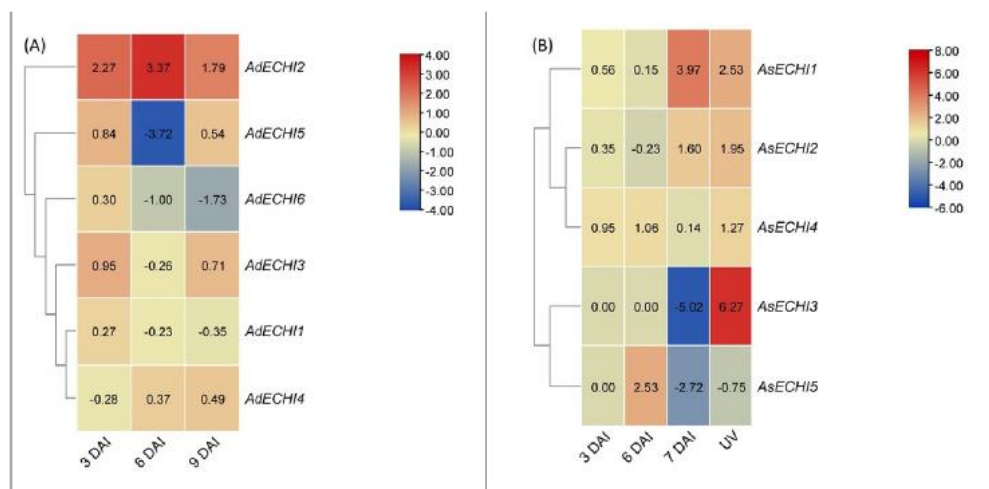 (A)
2.27 3.37 1.79 AdECHI2
0.84 -3.72 0.54 AdECHI5
0.30 -1.00 -1.73 AdECHI6
0.95 -0.26 0.71 AdECHI3
0.27 -0.23 -0.35 AdECHI1
-0.28 0.37 0.49 AdECHI4
3 DAI 6 DAI 9 DAI
4.00
3.00
2.00
1.00
0.00
-1.00
-2.00
-3.00
-4.00
(B)
0.56 0.15 3.97 2.53 AsECHI1
0.35 -0.23 1.60 1.95 AsECHI2
0.95 1.06 0.14 1.27 AsECHI4
0.00 0.00 -5.02 6.27 AsECHI3
0.00 2.53 -2.72 -0.75 AsECHI5
3 DAI 6 DAI 7 DAI UV
8.00
6.00
4.00
2.00
0.00
-2.00
-4.00
-6.00